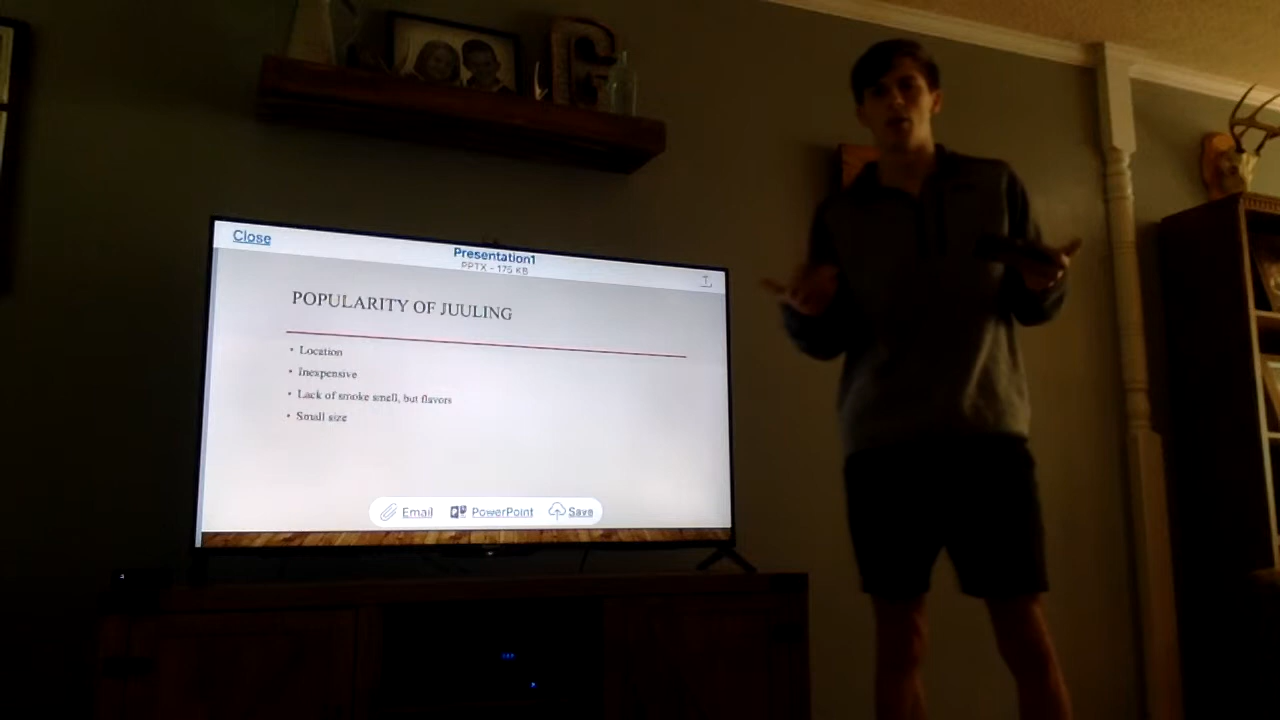 Close
Presentation1
PPTX - 175 KB
POPULARITY OF JUULING
• Location
• Inexpensive
• Lack of smoke smell, but flavors
• Small size
Email PowerPoint Save
G